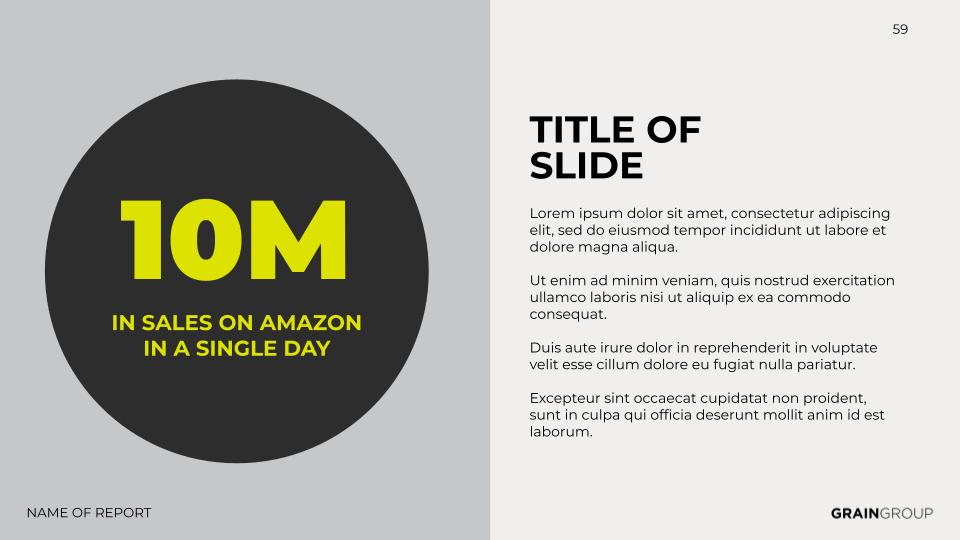 59
10M
IN SALES ON AMAZON
IN A SINGLE DAY
TITLE OF
SLIDE
Lorem ipsum dolor sit amet, consectetur adipiscing
elit, sed do eiusmod tempor incididunt ut labore et
dolore magna aliqua.
Ut enim ad minim veniam, quis nostrud exercitation
ullamco laboris nisi ut aliquip ex ea commodo
consequat.
Duis aute irure dolor in reprehenderit in voluptate
velit esse cillum dolore eu fugiat nulla pariatur.
Excepteur sint occaecat cupidatat non proident,
sunt in culpa qui officia deserunt mollit anim id est
laborum.
NAME OF REPORT
GRAINGROUP